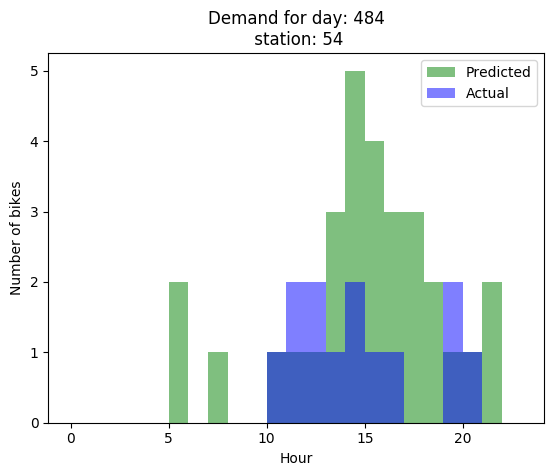 Demand for day: 484
station: 54
Predicted
Actual
Number of bikes
5
4
3
2
1
0
0 5 10 15 20
Hour